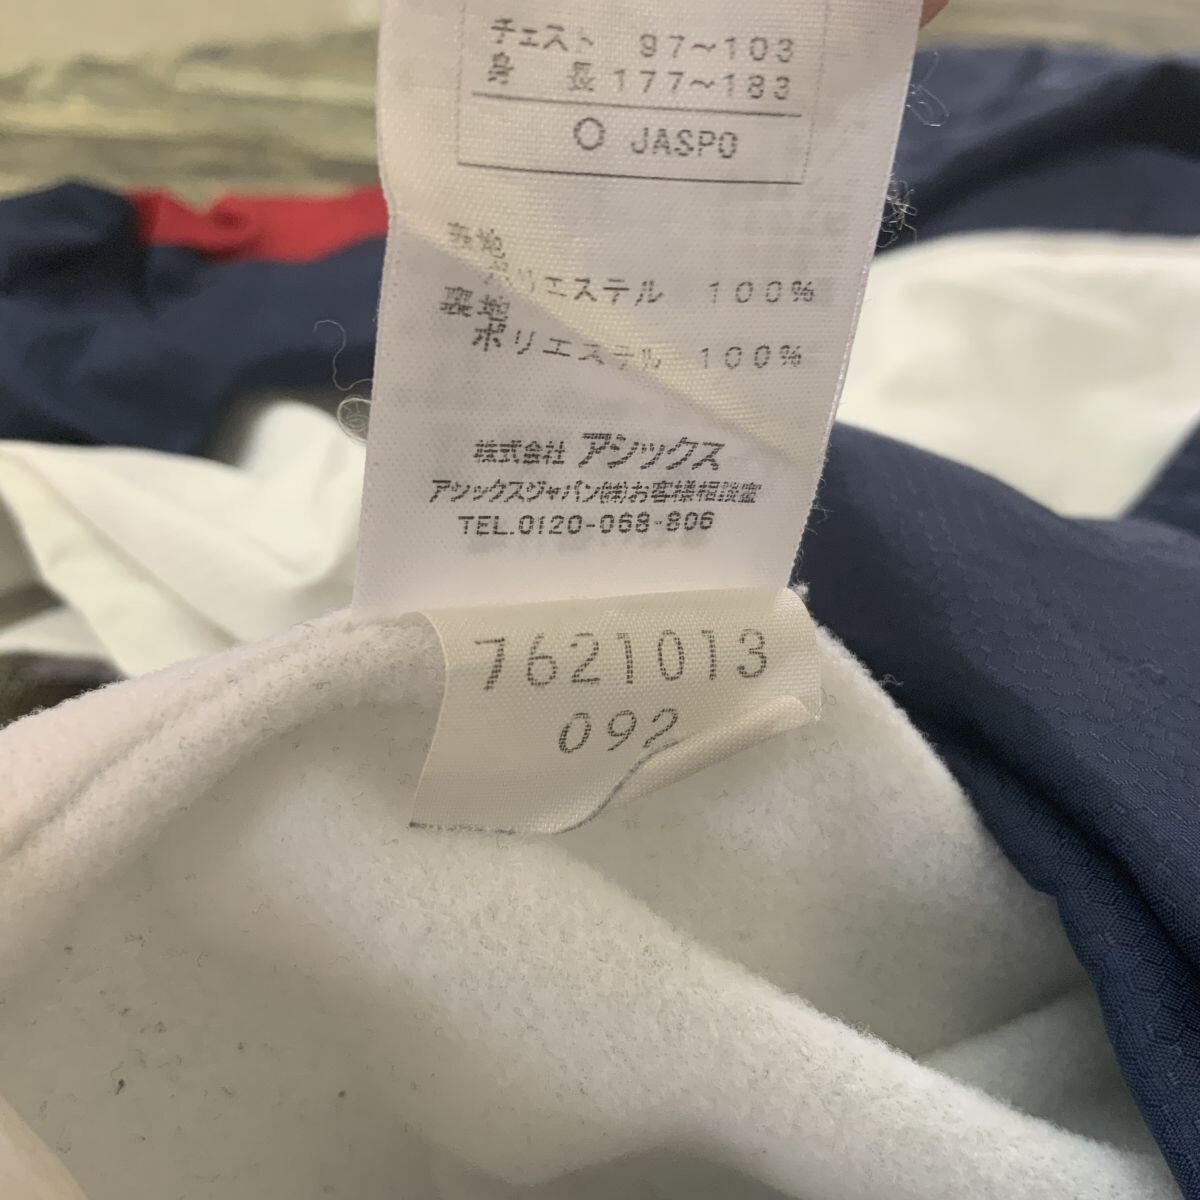 チェスト 97~103
身 長 177~183
○ JASPO
表地
ポリエステル 100%
裏地
ポリエステル 100%
株式会社 アシックス
アシックスジャパン(株)お客様相談室
TEL.0120-068-806
7621013
092